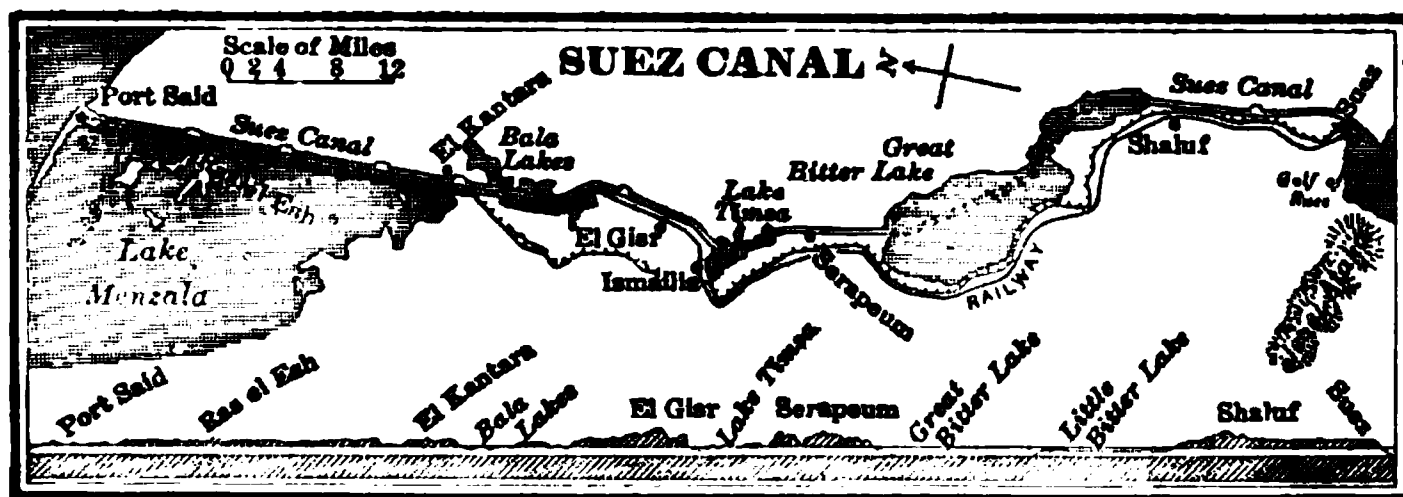 Scale of Miles
0 2 4 8 12
SUEZ CANAL
N
Port Said
Suez Canal
El Kantara
Bala
Lakes
Great
Bitter Lake
Suez Canal
Suez
Shaluf
Lake
Timsa
Gulf of
Suez
El Gisr
Ismailia
Serapeum
RAILWAY
Lake
Menzala
Port Said
Ras el Esh
El Kantara
Bala
Lakes
El Gisr
Lake Timsa
Serapeum
Great
Bitter Lake
Little
Bitter Lake
Shaluf
Suez